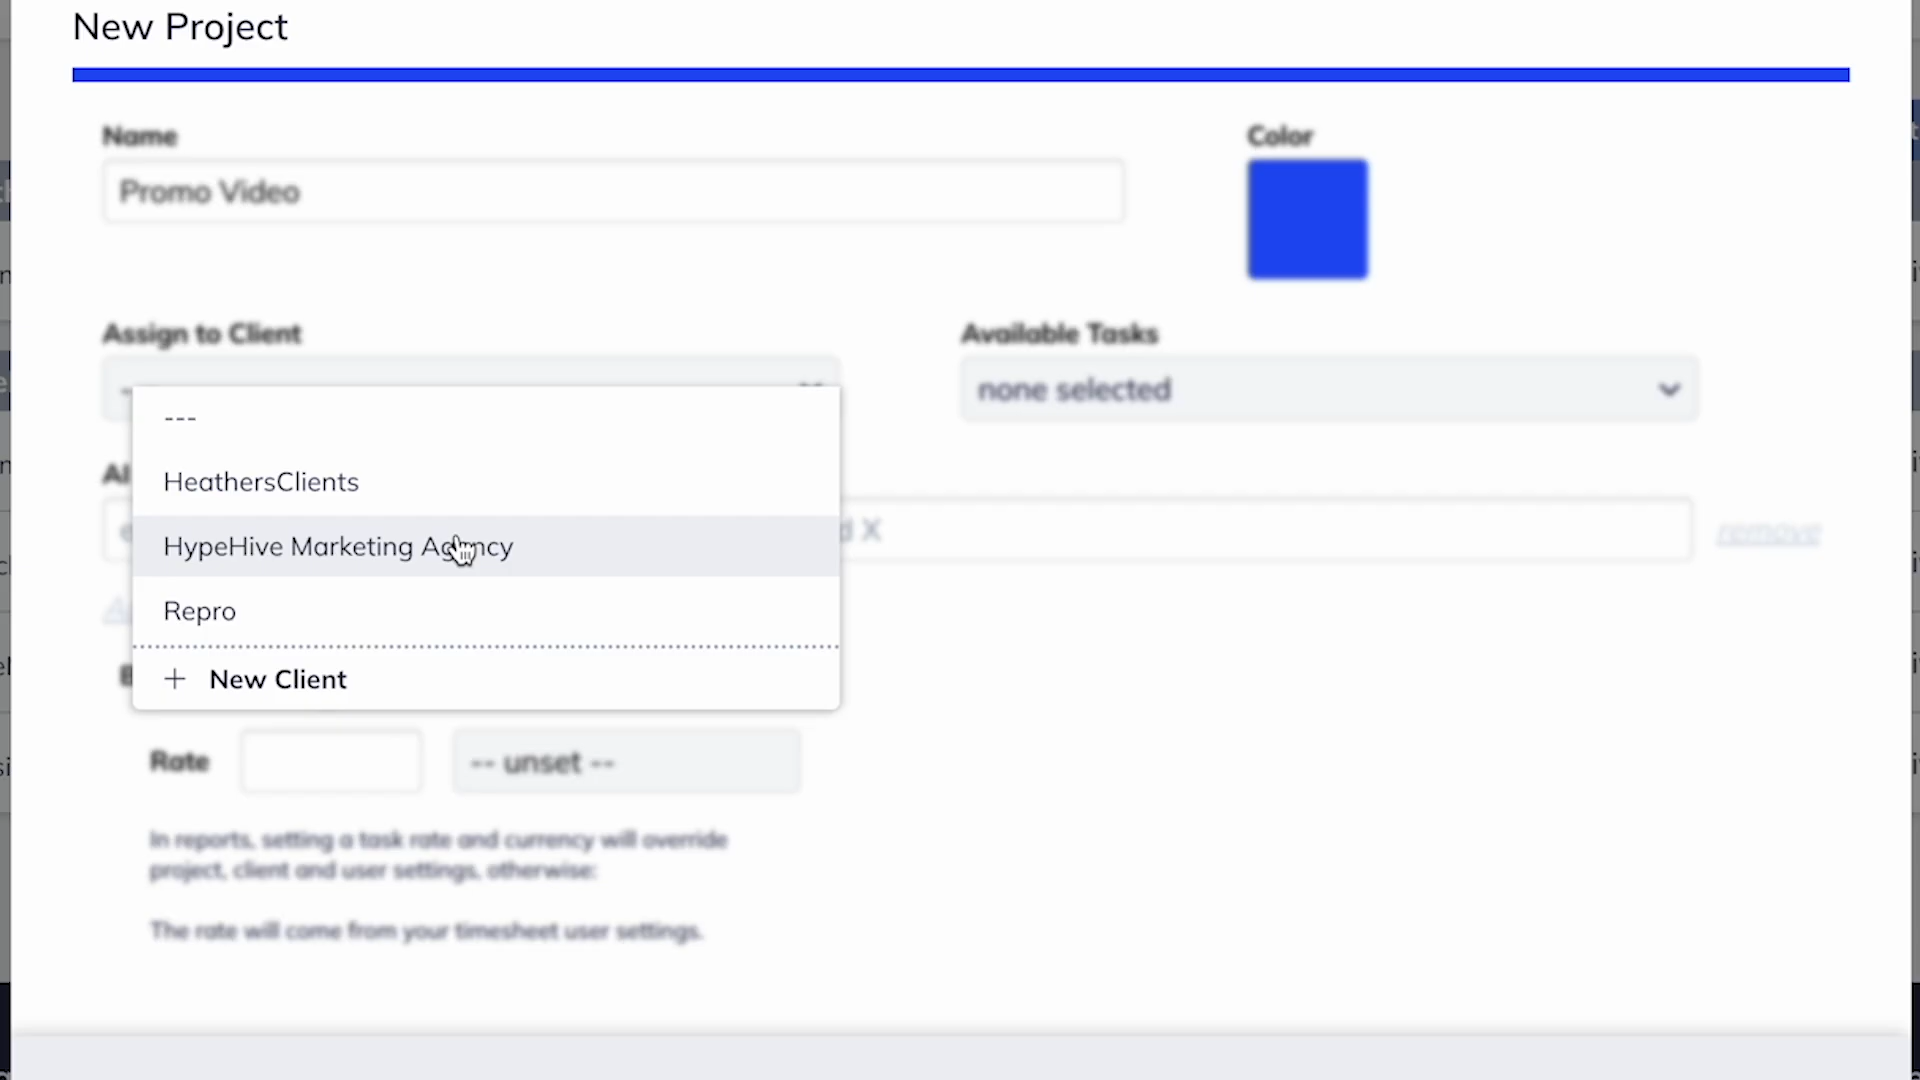 New Project
Name
Color
Promo Video
Assign to Client
Available Tasks
none selected
---
HeathersClients
HypeHive Marketing Agency
Repro
+ New Client
X
remove
Rate
-- unset --
In reports, setting a task rate and currency will override
project, client and user settings, otherwise:
The rate will come from your timesheet user settings.